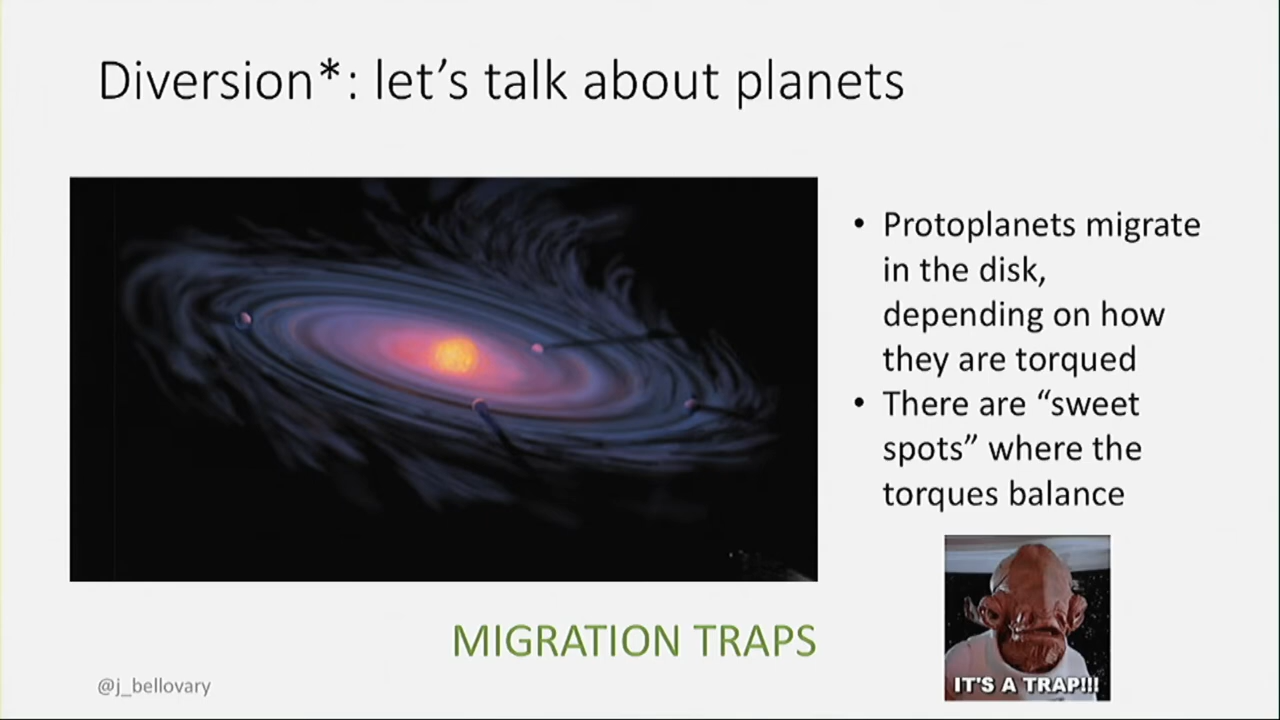 Diversion*: let’s talk about planets
• Protoplanets migrate
in the disk,
depending on how
they are torqued
• There are “sweet
spots” where the
torques balance
MIGRATION TRAPS
IT'S A TRAP!!!
@j_bellovary